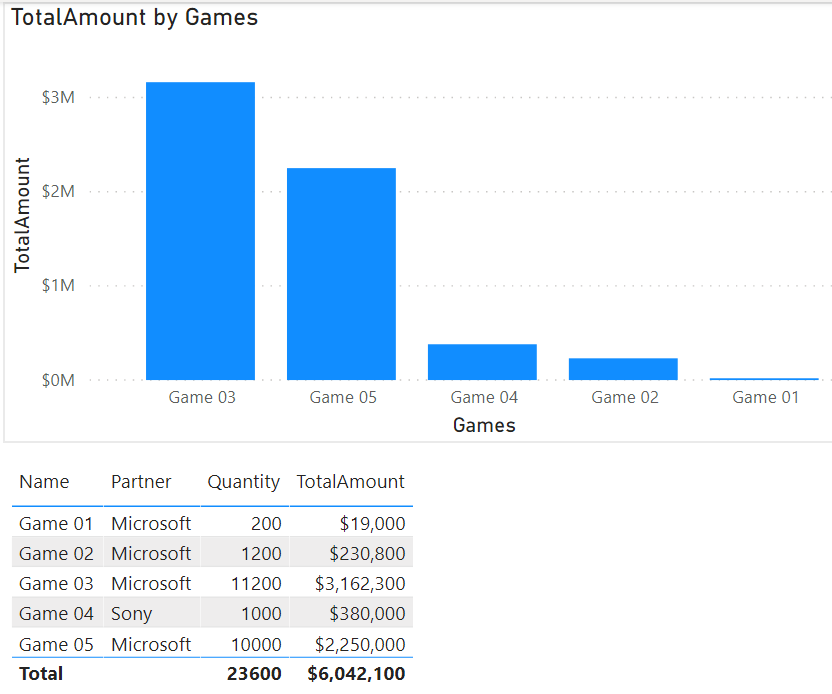 TotalAmount by Games
TotalAmount
$3M
$2M
$1M
$0M
Game 03 Game 05 Game 04 Game 02 Game 01
Games
Name Partner Quantity TotalAmount
Game 01 Microsoft 200 $19,000
Game 02 Microsoft 1200 $230,800
Game 03 Microsoft 11200 $3,162,300
Game 04 Sony 1000 $380,000
Game 05 Microsoft 10000 $2,250,000
Total 23600 $6,042,100